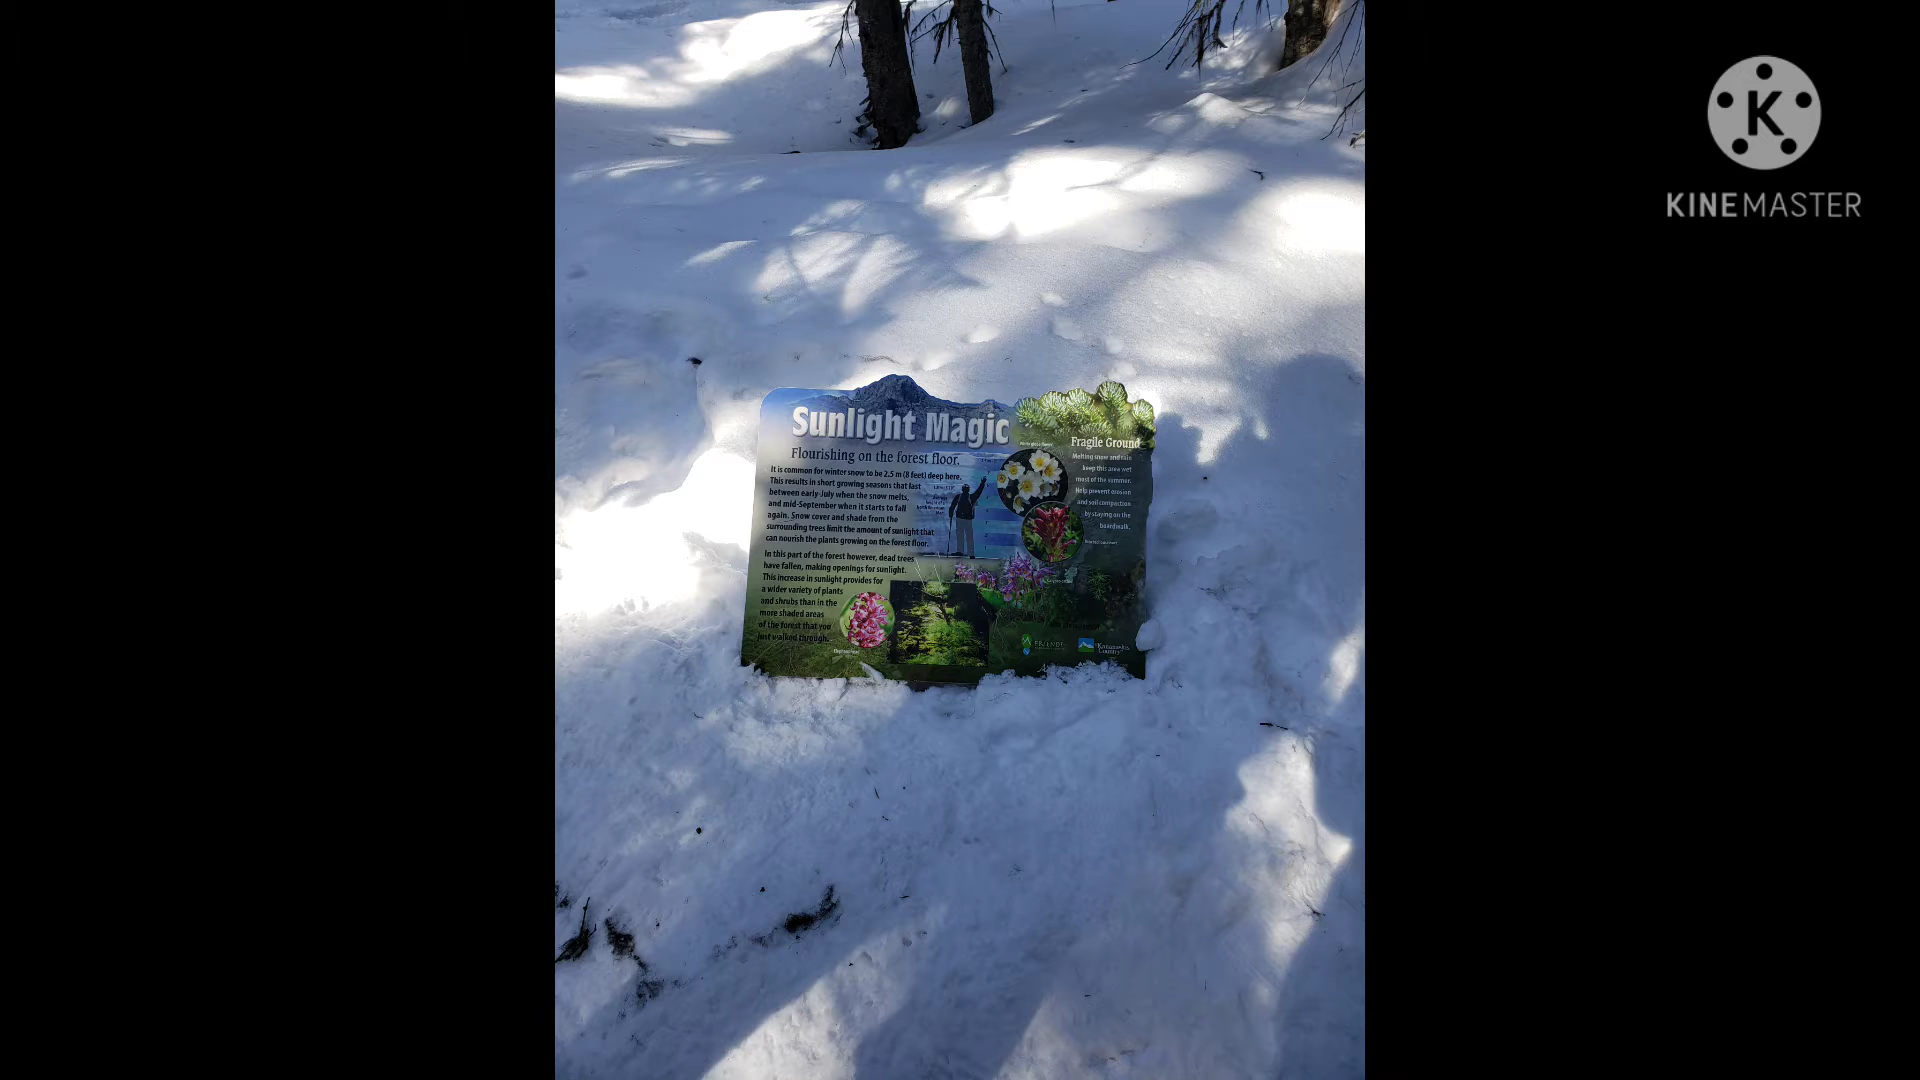 K
KINEMASTER
Sunlight Magic
Flourishing on the forest floor.
It is common for winter snow to be 2.5 m (8 feet) deep here.
This results in short growing seasons that last
between early-July when the snow melts,
and mid-September when it starts to fall
again. Snow cover and shade from the
surrounding trees limit the amount of sunlight that
can nourish the plants growing on the forest floor.
In this part of the forest however, dead trees
have fallen, making openings for sunlight.
This increase in sunlight provides for
a wider variety of plants
and shrubs than in the
more shaded areas
of the forest that you
just walked through.
Fragile Ground
Melting snow and rain
keep this area wet
most of the summer.
Help prevent erosion
and soil compaction
by staying on the
boardwalk.
FRIENDS
Kananaskis
Country